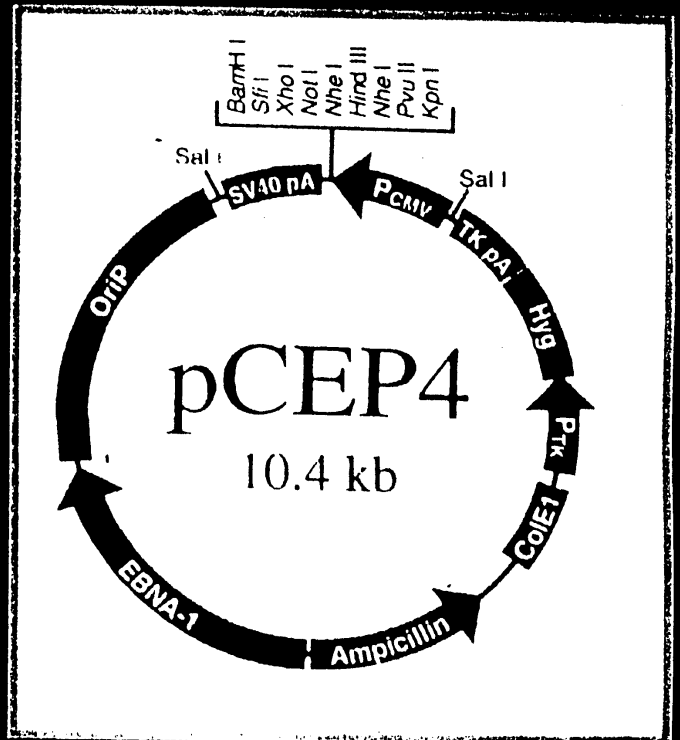 BamH I
Sfi I
Xho I
Not I
Nhe I
Hind III
Nhe I
Pvu II
Kpn I
Sal I
SV40 pA
PCMV
Sal I
TK pA
Hyg
PTK
ColE1
Ampicillin
EBNA-1
OriP
pCEP4
10.4 kb